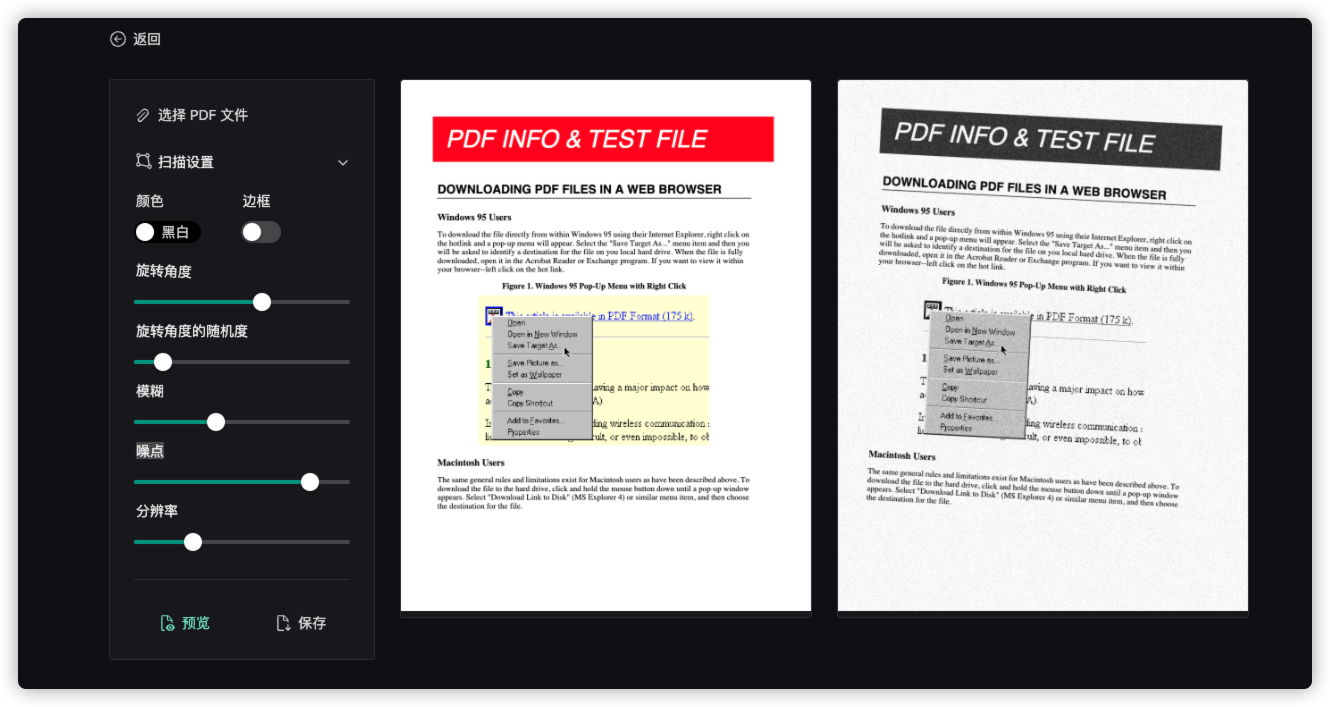 返回
选择 PDF 文件
扫描设置
颜色
边框
黑白
旋转角度
旋转角度的随机度
模糊
噪点
分辨率
预览
保存
PDF INFO & TEST FILE
DOWNLOADING PDF FILES IN A WEB BROWSER
Windows 95 Users
To download the file directly from within Windows 95 using their Internet Explorer, right click on
the hotlink and a pop-up menu will appear. Select the "Save Target As..." menu item and then you
will be asked to identify a destination for the file on you local hard drive. When the file is fully
downloaded, open it in the Acrobat Reader or Exchange program. If you want to view it within
your browser--left click on the hot link.
Figure 1. Windows 95 Pop-Up Menu with Right Click
This article is available in PDF Format (175 k).
Open
Open in New Window
Save Target As...
Save Picture as...
Set as Wallpaper
Copy
Copy Shortcut
Add to Favorites...
Properties
aving a major impact on how
A).
ding wireless communication
ult, or even impossible, to ob
Macintosh Users
The same general rules and limitations exist for Macintosh users as have been described above. To
download the file to the hard drive, click and hold the mouse button down until a pop-up window
appears. Select "Download Link to Disk" (MS Explorer 4) or similar menu item, and then choose
the destination for the file.
PDF INFO & TEST FILE
DOWNLOADING PDF FILES IN A WEB BROWSER
Windows 95 Users
To download the file directly from within Windows 95 using their Internet Explorer, right click on
the hotlink and a pop-up menu will appear. Select the "Save Target As..." menu item and then you
will be asked to identify a destination for the file on you local hard drive. When the file is fully
downloaded, open it in the Acrobat Reader or Exchange program. If you want to view it within
your browser--left click on the hot link.
Figure 1. Windows 95 Pop-Up Menu with Right Click
This article is available in PDF Format (175 k).
Open
Open in New Window
Save Target As...
Save Picture as...
Set as Wallpaper
Copy
Copy Shortcut
Add to Favorites...
Properties
aving a major impact on how
A).
ding wireless communication
ult, or even impossible, to ob
Macintosh Users
The same general rules and limitations exist for Macintosh users as have been described above. To
download the file to the hard drive, click and hold the mouse button down until a pop-up window
appears. Select "Download Link to Disk" (MS Explorer 4) or similar menu item, and then choose
the destination for the file.